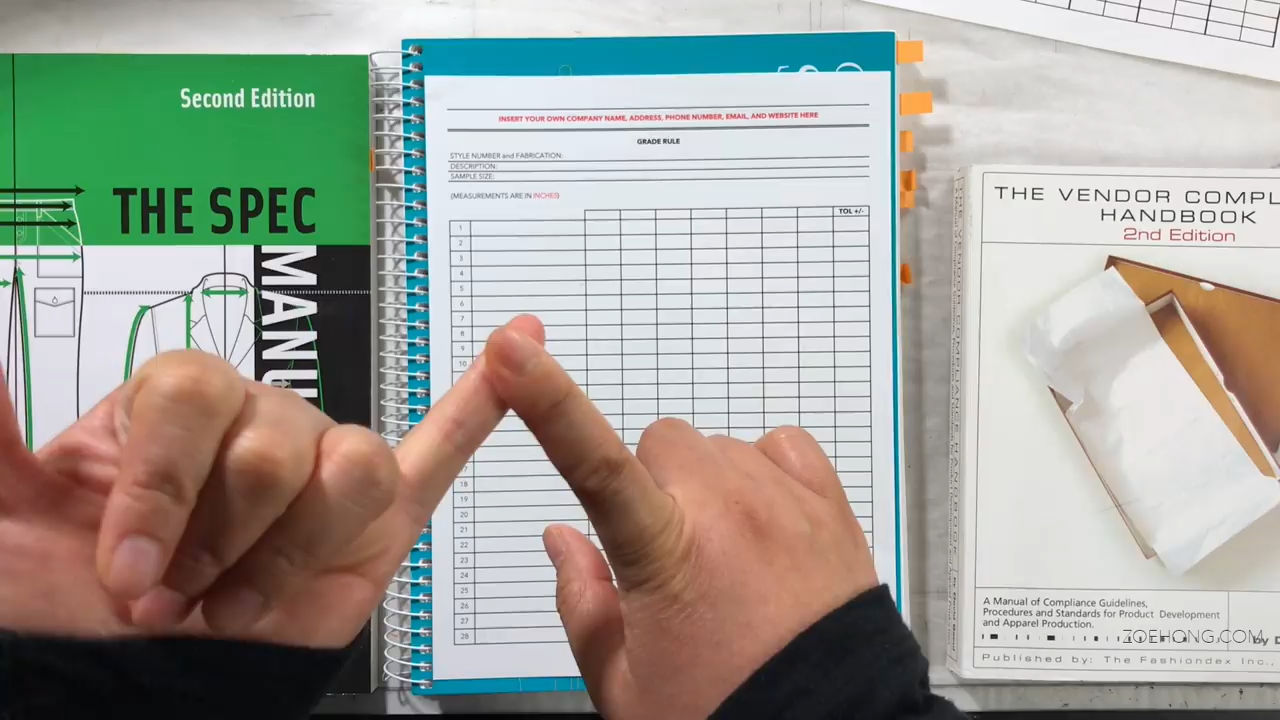 Second Edition
THE SPEC
MANU
INSERT YOUR OWN COMPANY NAME, ADDRESS, PHONE NUMBER, EMAIL, AND WEBSITE HERE
GRADE RULE
STYLE NUMBER and FABRICATION:
DESCRIPTION:
SAMPLE SIZE:
(MEASUREMENTS ARE IN INCHES)
TOL +/-
1
2
3
4
5
6
7
8
9
10
18
19
20
21
22
23
24
25
26
27
28
THE VENDOR COMPL
HANDBOOK
2nd Edition
A Manual of Compliance Guidelines,
Procedures and Standards for Product Development
and Apparel Production.
by
Published by: The Fashiondex Inc.,
ZOEHONG.COM